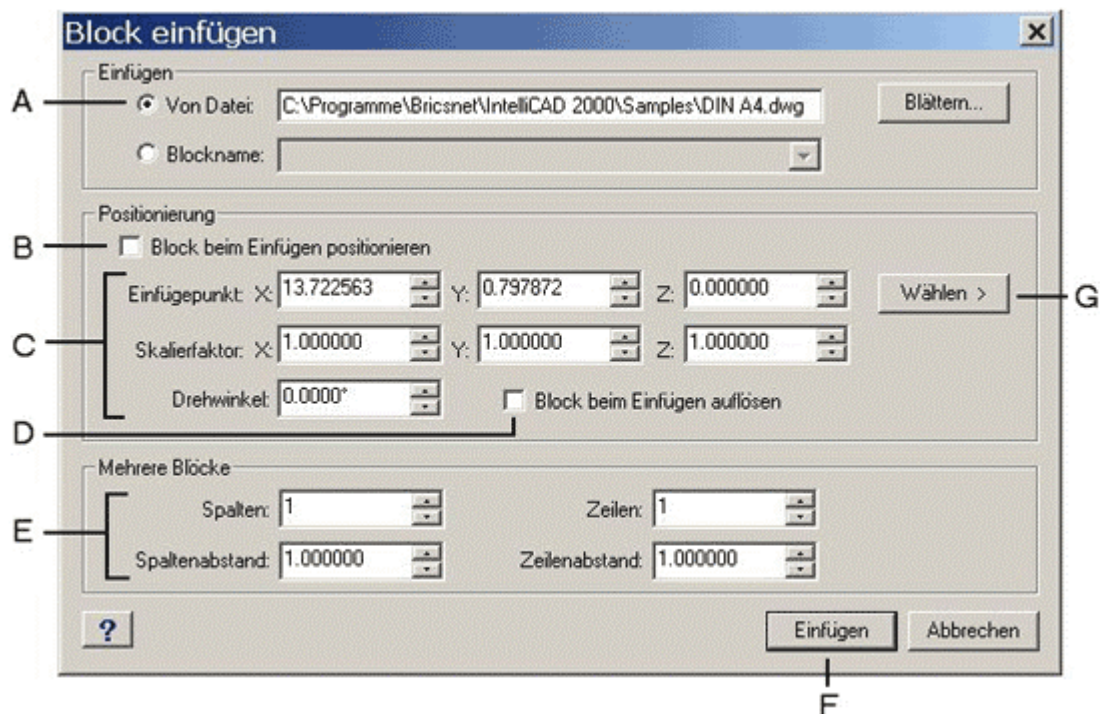 Block einfügen
Einfügen
A
Von Datei: C:\Programme\Bricsnet\IntelliCAD 2000\Samples\DIN A4.dwg Blättern...
Blockname:
Positionierung
B
Block beim Einfügen positionieren
Einfügepunkt: X: 13.722563 Y: 0.797872 Z: 0.000000 Wählen >
G
C
Skalierfaktor: X: 1.000000 Y: 1.000000 Z: 1.000000
Drehwinkel: 0.0000° Block beim Einfügen auflösen
D
Mehrere Blöcke
Spalten: 1 Zeilen: 1
E
Spaltenabstand: 1.000000 Zeilenabstand: 1.000000
? Einfügen Abbrechen
F